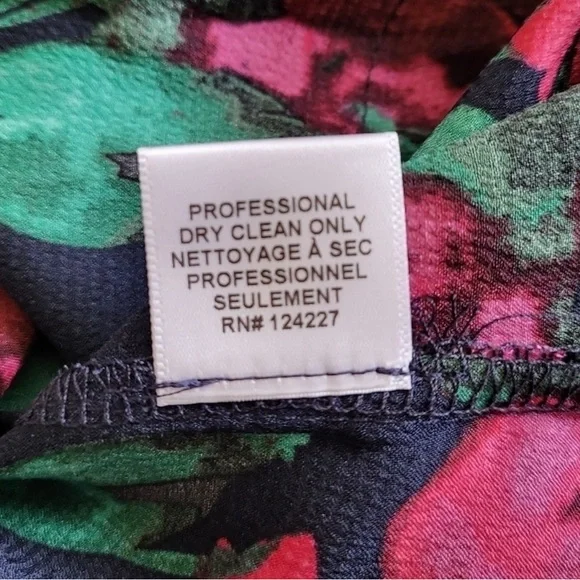 PROFESSIONAL
DRY CLEAN ONLY
NETTOYAGE À SEC
PROFESSIONNEL
SEULEMENT
RN# 124227